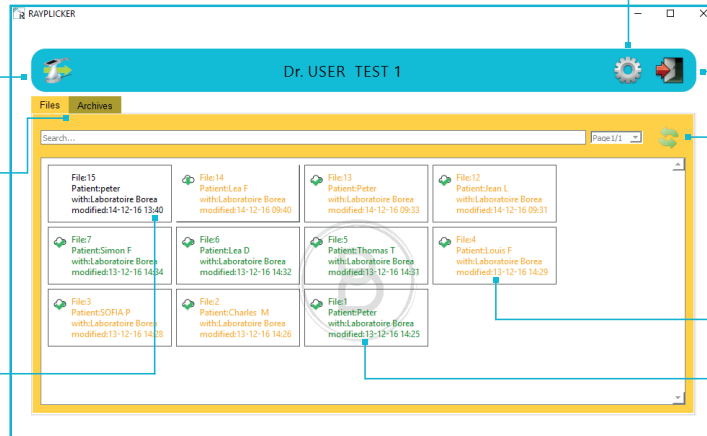 RAYPLICKER
Dr. USER TEST 1
Files Archives
Search...
Page1/1
File:15
Patient:peter
with:Laboratoire Borea
modified:14-12-16 13:40
File:14
Patient:Lea F
with:Laboratoire Borea
modified:14-12-16 09:40
File:13
Patient:Peter
with:Laboratoire Borea
modified:14-12-16 09:33
File:12
Patient:Jean L
with:Laboratoire Borea
modified:14-12-16 09:31
File:7
Patient:Simon F
with:Laboratoire Borea
modified:13-12-16 14:34
File:6
Patient:Lea D
with:Laboratoire Borea
modified:13-12-16 14:32
File:5
Patient:Thomas T
with:Laboratoire Borea
modified:13-12-16 14:31
File:4
Patient:Louis F
with:Laboratoire Borea
modified:13-12-16 14:29
File:3
Patient:SOFIA P
with:Laboratoire Borea
modified:13-12-16 14:28
File:2
Patient:Charles M
with:Laboratoire Borea
modified:13-12-16 14:26
File:1
Patient:Peter
with:Laboratoire Borea
modified:13-12-16 14:25